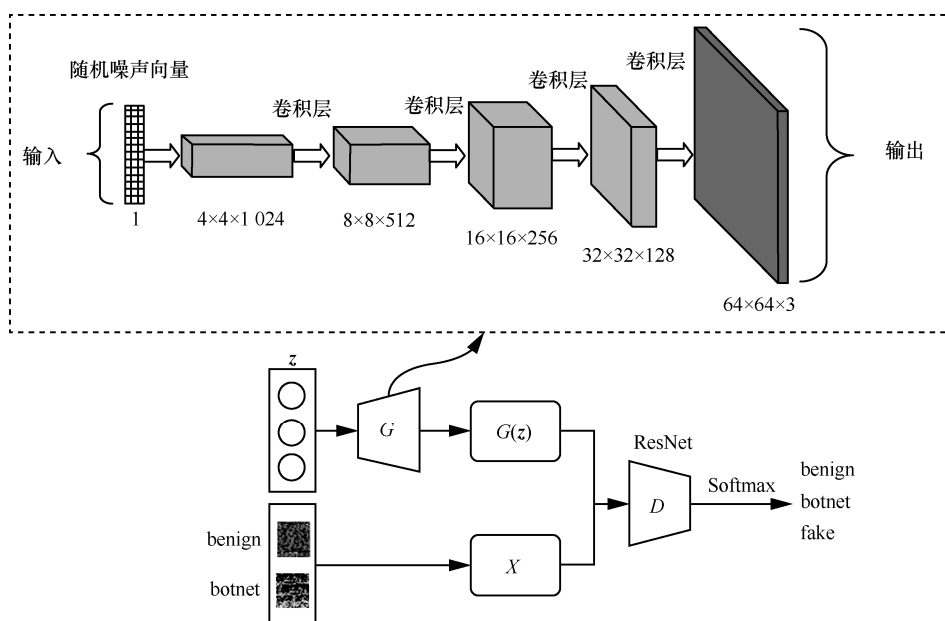 随机噪声向量
输入
1
4×4×1 024
卷积层
8×8×512
卷积层
16×16×256
卷积层
32×32×128
卷积层
64×64×3
输出
z
G
G(z)
benign
botnet
X
ResNet
D
Softmax
benign
botnet
fake